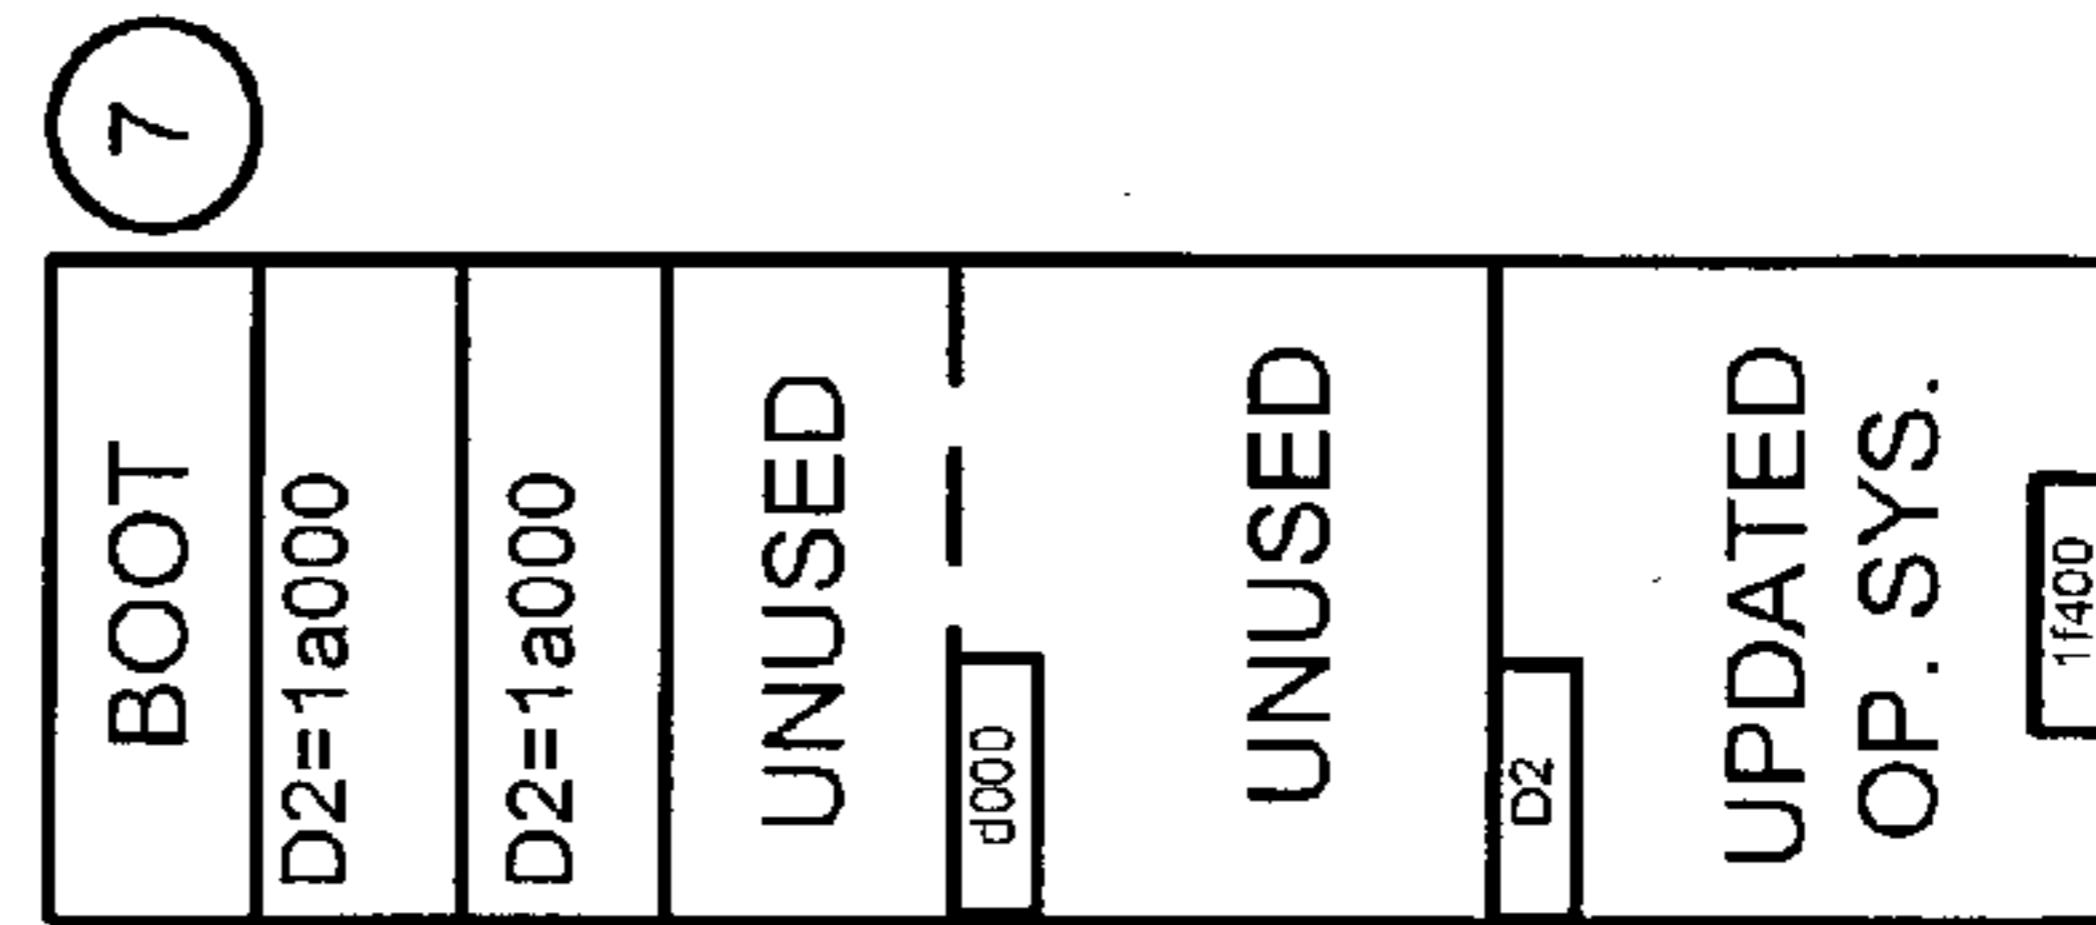 7
BOOT
D2=1a000
D2=1a000
UNUSED
d000
UNUSED
D2
UPDATED
OP. SYS.
1f400